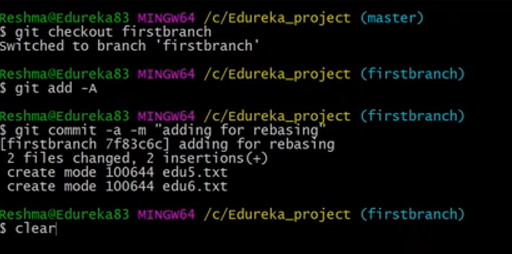 Reshma@Edureka83 MINGW64 /c/Edureka_project (master)
$ git checkout firstbranch
Switched to branch 'firstbranch'
Reshma@Edureka83 MINGW64 /c/Edureka_project (firstbranch)
$ git add -A
Reshma@Edureka83 MINGW64 /c/Edureka_project (firstbranch)
$ git commit -a -m "adding for rebasing"
[firstbranch 7f83c6c] adding for rebasing
2 files changed, 2 insertions(+)
create mode 100644 edu5.txt
create mode 100644 edu6.txt
Reshma@Edureka83 MINGW64 /c/Edureka_project (firstbranch)
$ clear